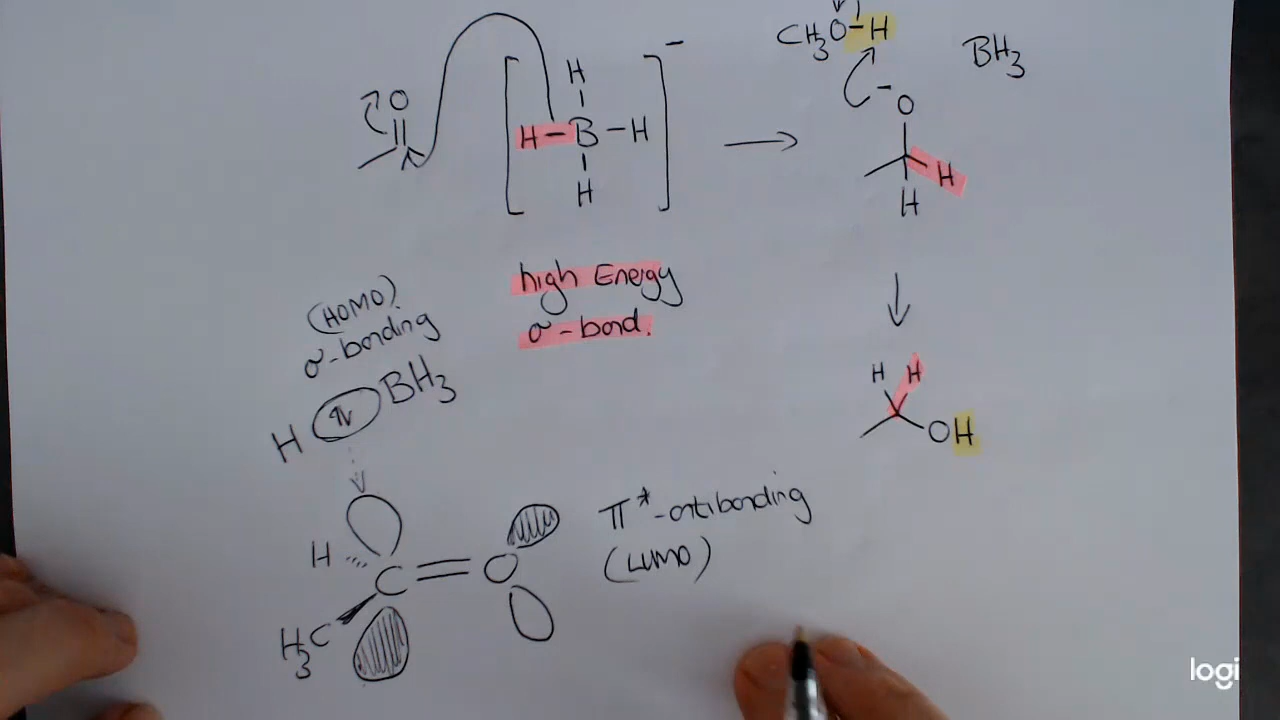 O
[H-B-H]⁻
H
H
CH₃O-H
BH₃
⁻O
H
H
high Energy
σ-bond.
(HOMO)
σ-bonding
H BH₃
H H
OH
π*-antibonding
(LUMO)
H
C=O
H₃C
logi